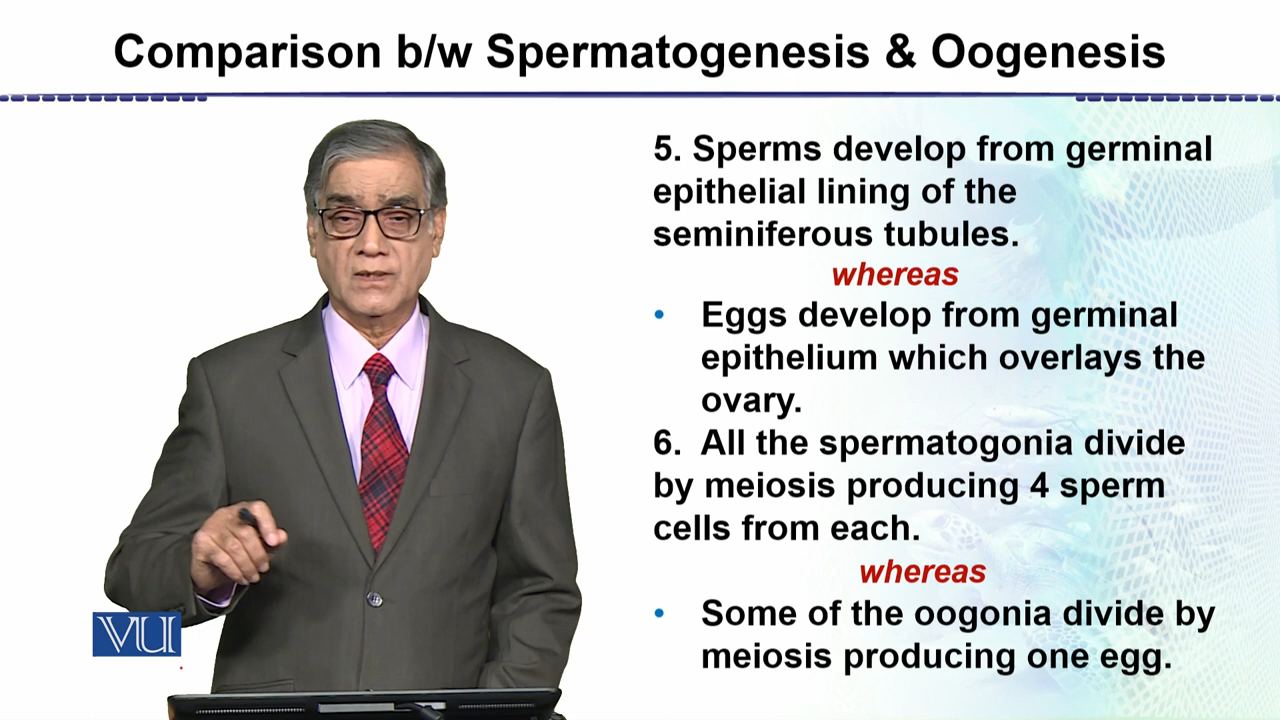 Comparison b/w Spermatogenesis & Oogenesis
5. Sperms develop from germinal
epithelial lining of the
seminiferous tubules.
whereas
• Eggs develop from germinal
epithelium which overlays the
ovary.
6. All the spermatogonia divide
by meiosis producing 4 sperm
cells from each.
whereas
• Some of the oogonia divide by
meiosis producing one egg.
VU